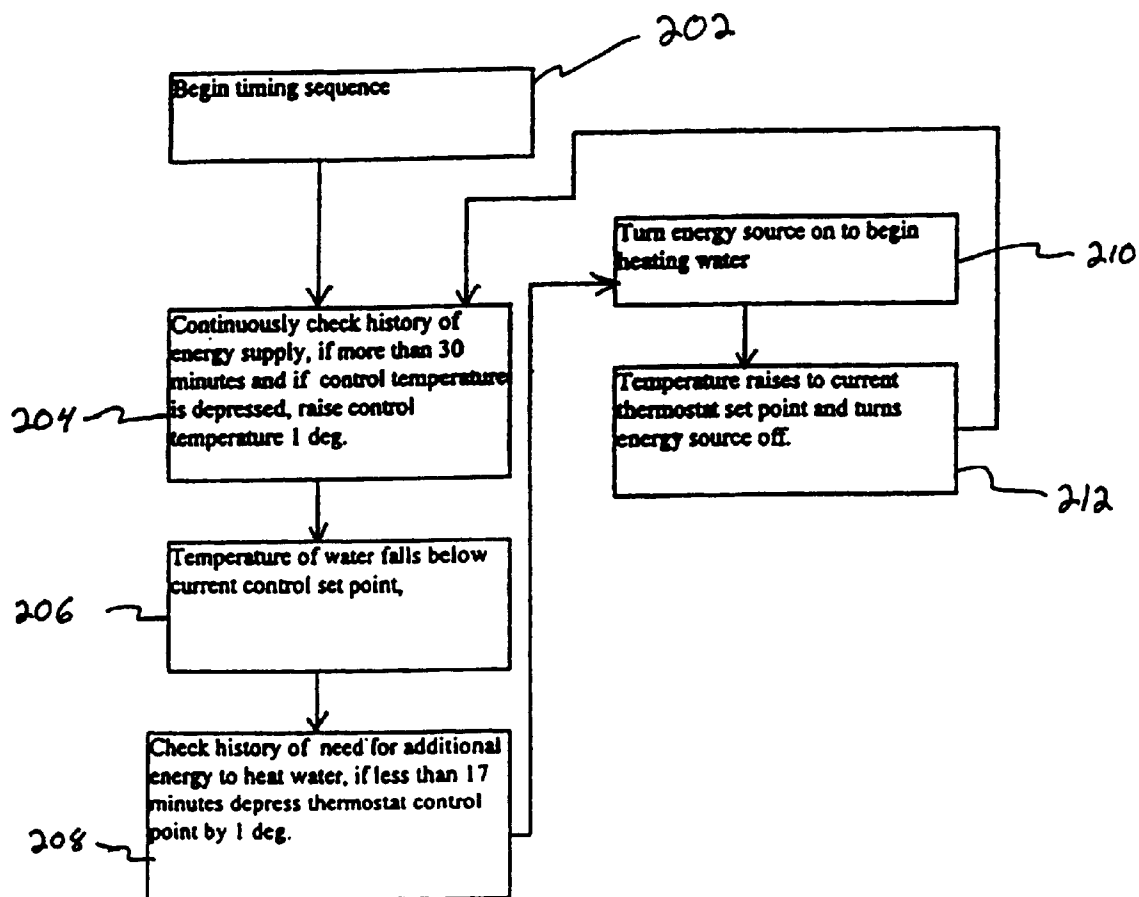 202
Begin timing sequence
Turn energy source on to begin
heating water
210
Continuously check history of
energy supply, if more than 30
minutes and if control temperature
is depressed, raise control
temperature 1 deg.
204
Temperature raises to current
thermostat set point and turns
energy source off.
212
Temperature of water falls below
current control set point,
206
Check history of need for additional
energy to heat water, if less than 17
minutes depress thermostat control
point by 1 deg.
208